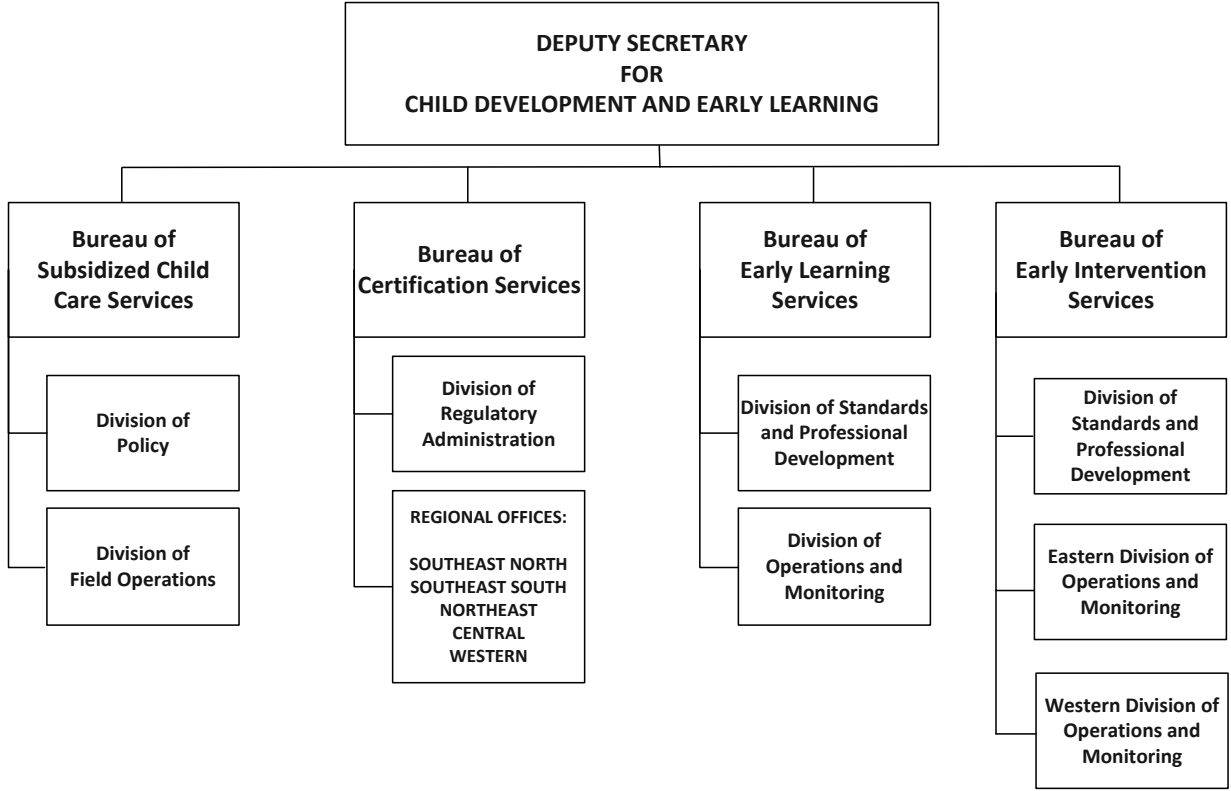 DEPUTY SECRETARY
FOR
CHILD DEVELOPMENT AND EARLY LEARNING
Bureau of
Subsidized Child
Care Services
Division of
Policy
Division of
Field Operations
Bureau of
Certification Services
Division of
Regulatory
Administration
REGIONAL OFFICES:
SOUTHEAST NORTH
SOUTHEAST SOUTH
NORTHEAST
CENTRAL
WESTERN
Bureau of
Early Learning
Services
Division of Standards
and Professional
Development
Division of
Operations and
Monitoring
Bureau of
Early Intervention
Services
Division of
Standards and
Professional
Development
Eastern Division of
Operations and
Monitoring
Western Division of
Operations and
Monitoring